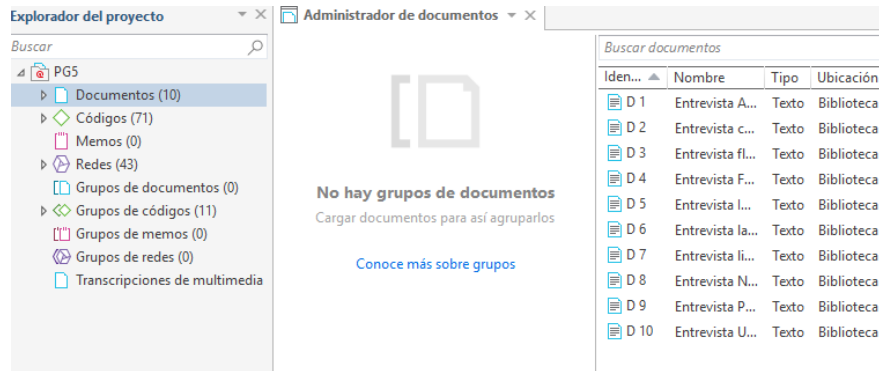 Explorador del proyecto
Buscar
PG5
Documentos (10)
Códigos (71)
Memos (0)
Redes (43)
Grupos de documentos (0)
Grupos de códigos (11)
Grupos de memos (0)
Grupos de redes (0)
Transcripciones de multimedia
Administrador de documentos
No hay grupos de documentos
Cargar documentos para así agruparlos
Conoce más sobre grupos
Buscar documentos
Iden... Nombre Tipo Ubicación
D 1 Entrevista A... Texto Biblioteca
D 2 Entrevista c... Texto Biblioteca
D 3 Entrevista fl... Texto Biblioteca
D 4 Entrevista F... Texto Biblioteca
D 5 Entrevista I... Texto Biblioteca
D 6 Entrevista la... Texto Biblioteca
D 7 Entrevista li... Texto Biblioteca
D 8 Entrevista N... Texto Biblioteca
D 9 Entrevista P... Texto Biblioteca
D 10 Entrevista U... Texto Biblioteca